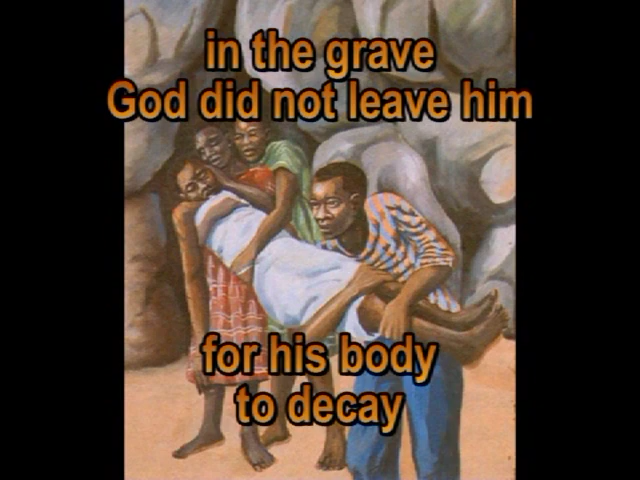 in the grave
God did not leave him
for his body
to decay